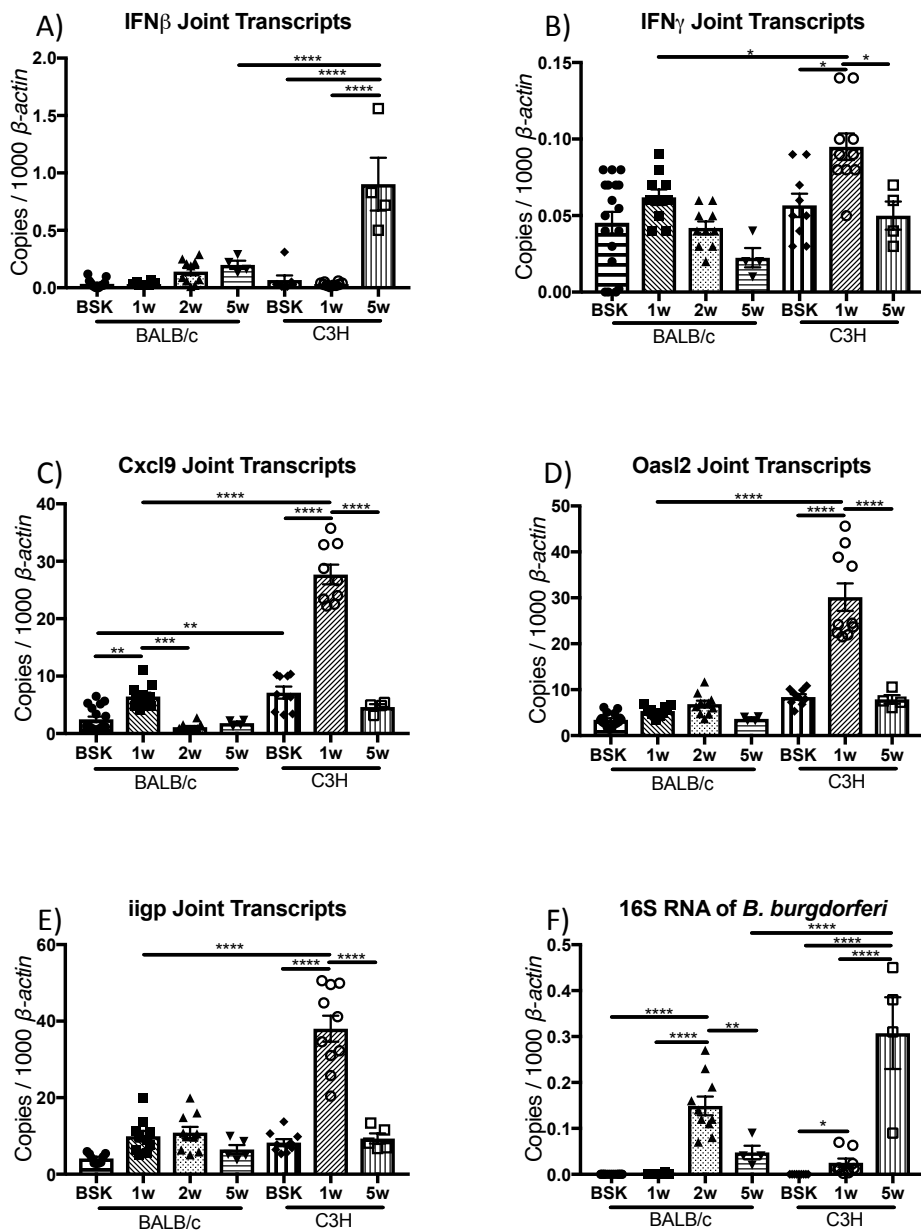 A)
IFNβ Joint Transcripts
Copies / 1000 β-actin
2.0
1.5
1.0
0.5
0.0
****
****
****
BSK 1w 2w 5w BSK 1w 5w
BALB/c C3H
B)
IFNγ Joint Transcripts
Copies / 1000 β-actin
0.15
0.10
0.05
0.00
*
* *
BSK 1w 2w 5w BSK 1w 5w
BALB/c C3H
C)
Cxcl9 Joint Transcripts
Copies / 1000 β-actin
40
30
20
10
0
****
**** ****
**
** ***
BSK 1w 2w 5w BSK 1w 5w
BALB/c C3H
D)
Oasl2 Joint Transcripts
Copies / 1000 β-actin
50
40
30
20
10
0
****
**** ****
BSK 1w 2w 5w BSK 1w 5w
BALB/c C3H
E)
iigp Joint Transcripts
Copies / 1000 β-actin
60
40
20
0
****
**** ****
BSK 1w 2w 5w BSK 1w 5w
BALB/c C3H
F)
16S RNA of B. burgdorferi
Copies / 1000 β-actin
0.5
0.4
0.3
0.2
0.1
0.0
****
****
****
****
**** **
*
BSK 1w 2w 5w BSK 1w 5w
BALB/c C3H